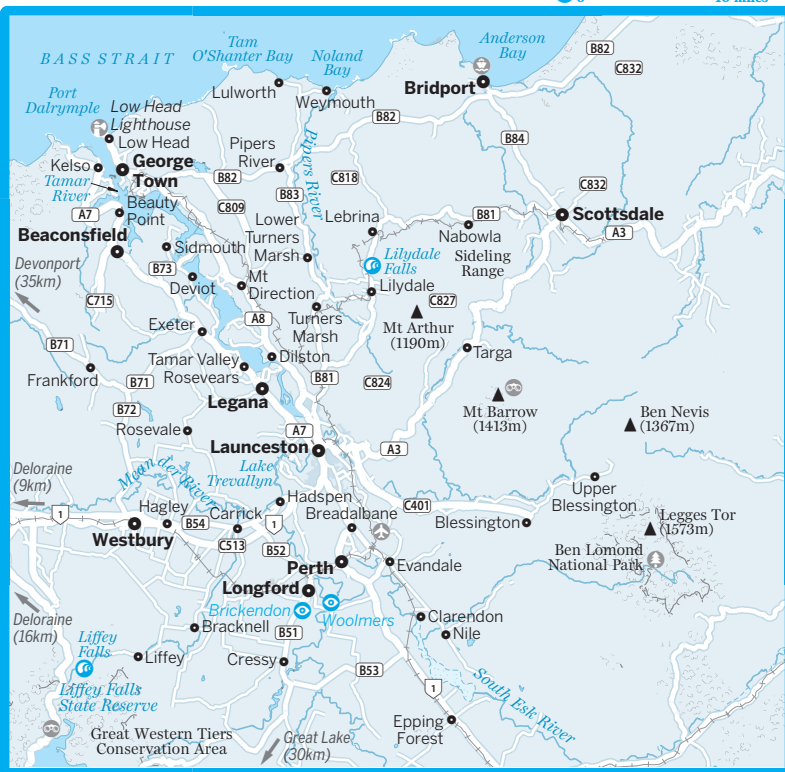 0
10 miles
BASS STRAIT
Tam
O'Shanter Bay
Noland
Bay
Anderson
Bay
B82
C832
Port
Dalrymple
Low Head
Lighthouse
Low Head
Lulworth
Weymouth
Bridport
B82
B84
Kelso
George
Town
Pipers
River
Pipers River
C818
C832
Tamar
River
B82
B83
A7
Beauty
Point
C809
Lower
Turners
Marsh
Lebrina
B81
Nabowla
Scottsdale
A3
Beaconsfield
Sidmouth
Lilydale
Falls
Sideling
Range
Devonport
(35km)
B73
Deviot
Mt
Direction
Lilydale
C715
C827
Exeter
A8
Turners
Marsh
Mt Arthur
(1190m)
B71
Tamar Valley
Rosevears
Dilston
Targa
Frankford
B71
B81
C824
B72
Legana
Mt Barrow
(1413m)
Ben Nevis
(1367m)
Rosevale
A7
Launceston
A3
Deloraine
(9km)
Meander River
Lake
Trevallyn
Upper
Blessington
Hagley
Carrick
Hadspen
C401
Breadalbane
Blessington
Legges Tor
(1573m)
1
Westbury
B54
1
C513
B52
Ben Lomond
National Park
Perth
Evandale
Longford
Brickendon
Woolmers
Deloraine
(16km)
Clarendon
Liffey
Falls
Bracknell
B51
Nile
Liffey
Cressy
B53
South Esk River
Liffey Falls
State Reserve
1
Great Western Tiers
Conservation Area
Great Lake
(30km)
Epping
Forest